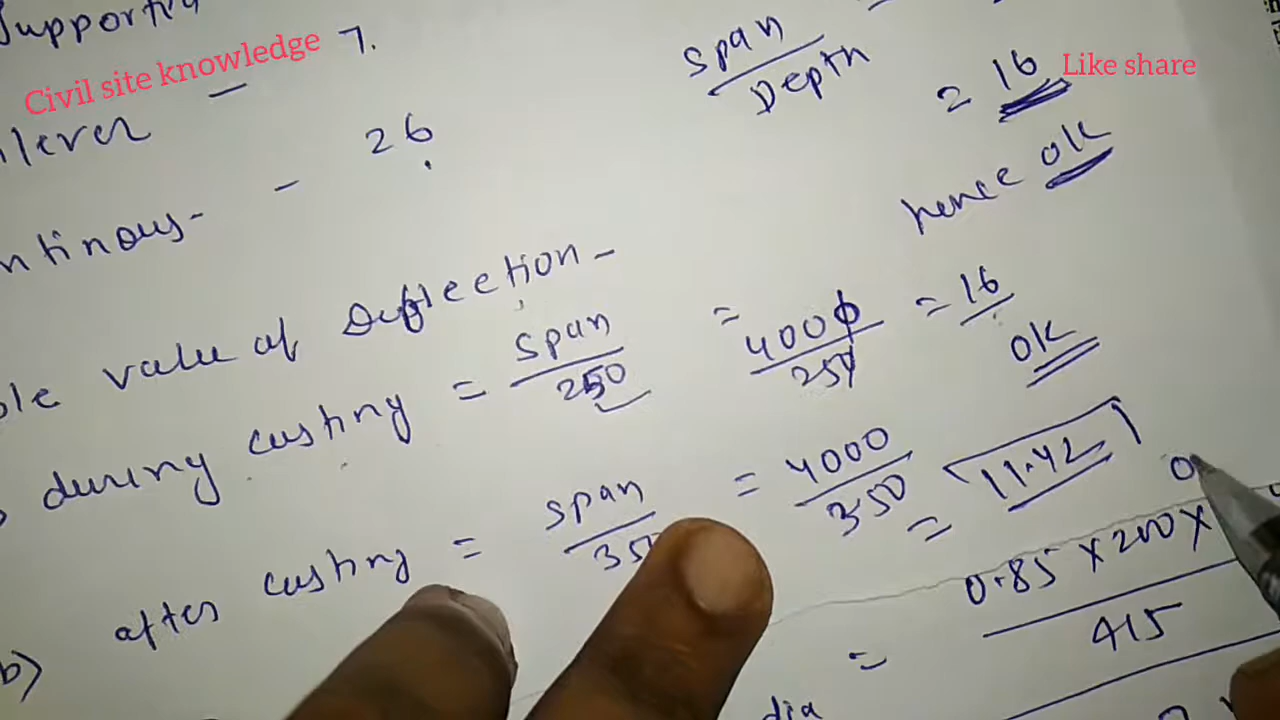 Supportin
Civil site knowledge 7.
Like share
span
Depth
= 16
hence ok
ilever -
- 26
ntinous-
ble value of Deflection-
during casting = span/250 = 4000/250 = 16
ok
after casting = span/350 = 4000/350 = 11.42
b)
0.85 X 200 X
415
=
dia